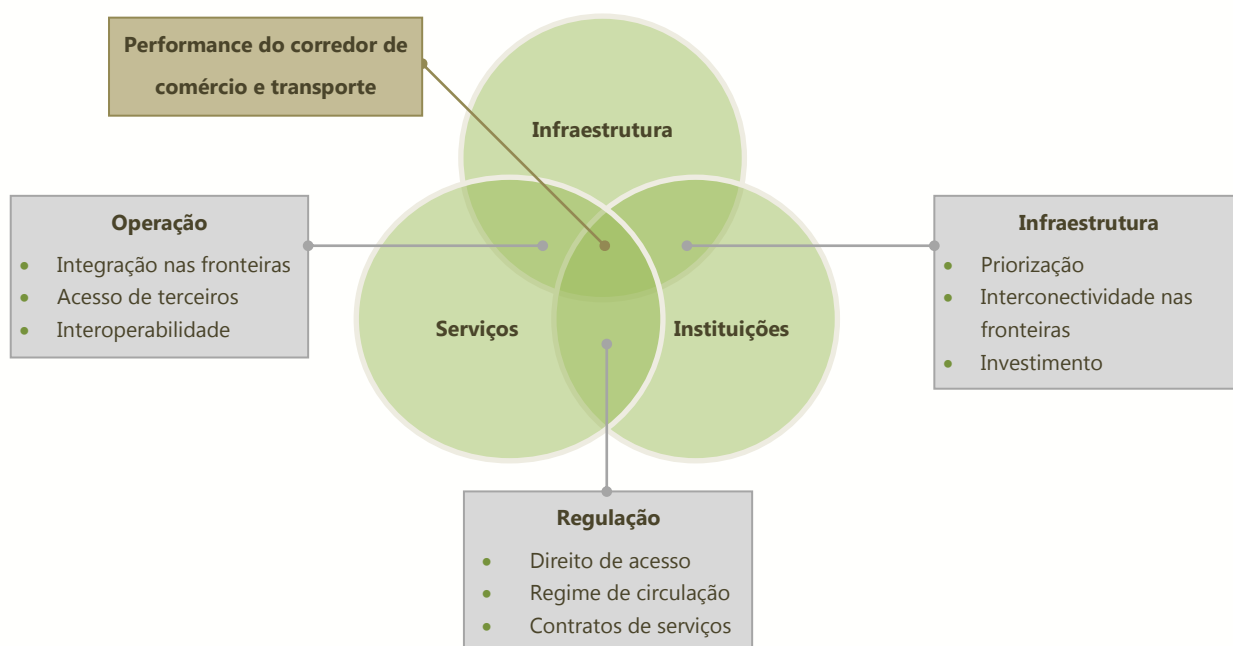 Performance do corredor de
comércio e transporte
Infraestrutura
Serviços
Instituições
Operação
• Integração nas fronteiras
• Acesso de terceiros
• Interoperabilidade
Infraestrutura
• Priorização
• Interconectividade nas
fronteiras
• Investimento
Regulação
• Direito de acesso
• Regime de circulação
• Contratos de serviços